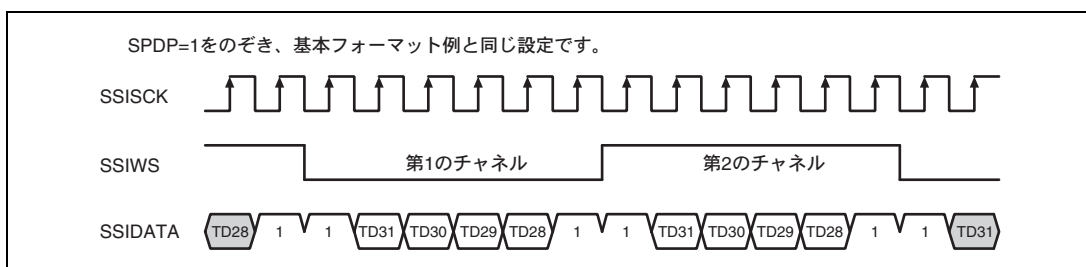 SPDP=1をのぞき、基本フォーマット例と同じ設定です。
SSISCK
SSIWS 第1のチャネル 第2のチャネル
SSIDATA TD28 1 1 TD31 TD30 TD29 TD28 1 1 TD31 TD30 TD29 TD28 1 1 TD31